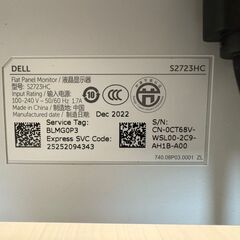 DELL
S2723HC
Flat Panel Monitor / 液晶显示器
Model / 型号: S2723HC
Input Rating / 输入电源:
100-240 V ~ 50/60 Hz 1.7A
Made in China / 中国制造
Mfg Date / 制造日期: Dec 2022
Service Tag:
BLMG0P3
Express SVC Code:
25252094343
S/N:
CN-0CT68V-
WSL00-2C9-
AH1B-A00
740.08P03.0001 ZL